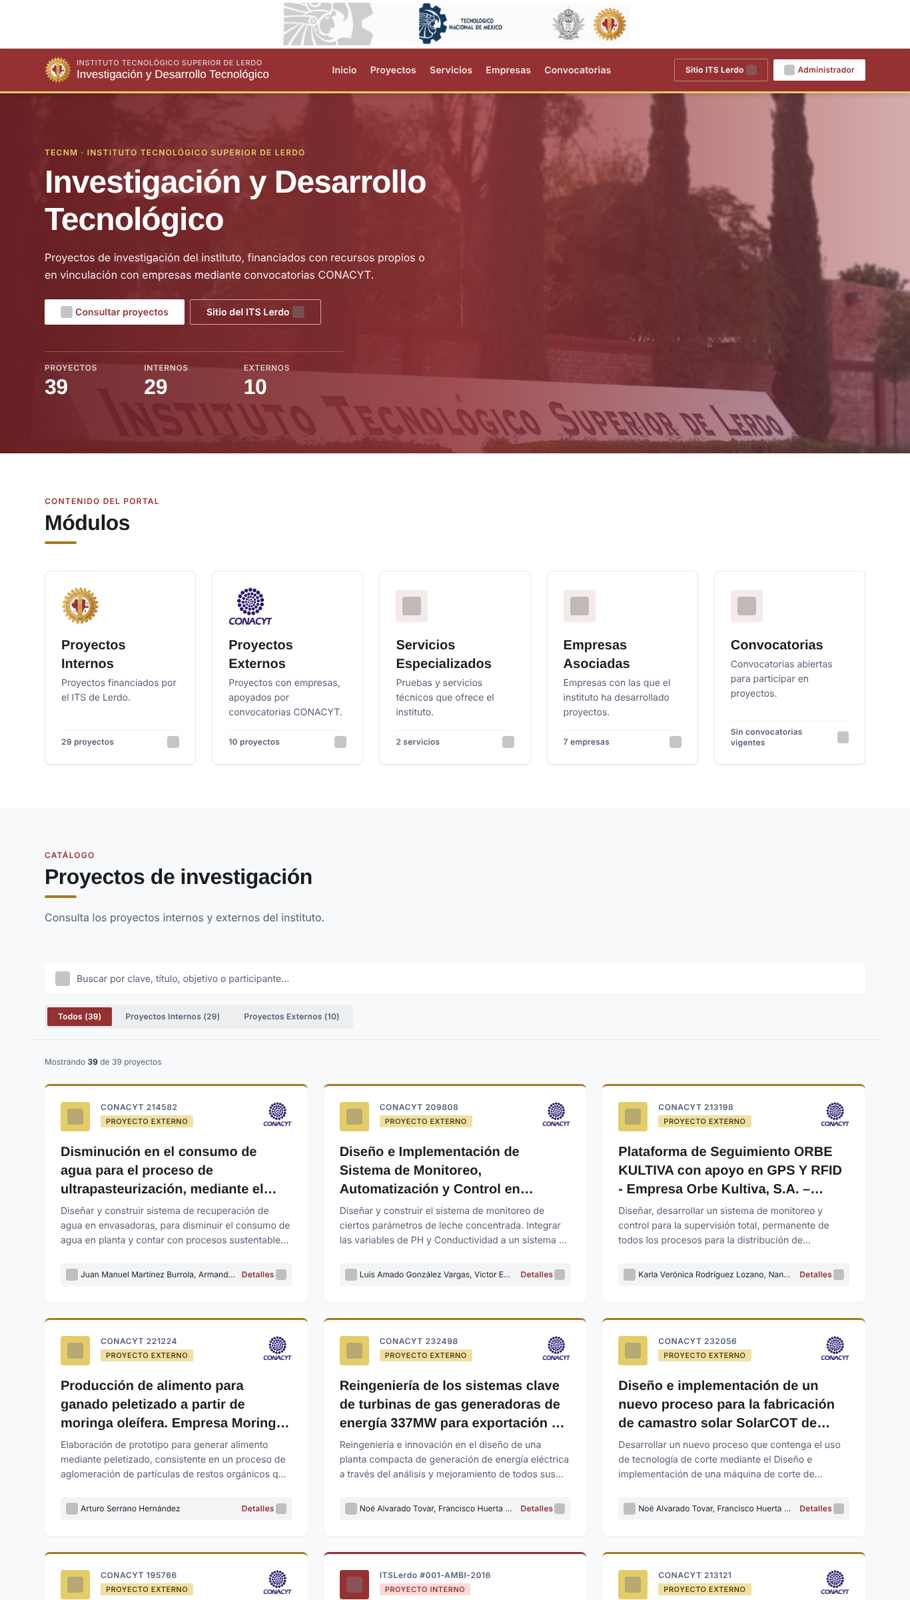 TECNOLÓGICO
NACIONAL DE MÉXICO
INSTITUTO TECNOLÓGICO SUPERIOR DE LERDO
Investigación y Desarrollo Tecnológico
Inicio
Proyectos
Servicios
Empresas
Convocatorias
Sitio ITS Lerdo
Administrador
TECNM · INSTITUTO TECNOLÓGICO SUPERIOR DE LERDO
Investigación y Desarrollo
Tecnológico
Proyectos de investigación del instituto, financiados con recursos propios o
en vinculación con empresas mediante convocatorias CONACYT.
Consultar proyectos
Sitio del ITS Lerdo
PROYECTOS
39
INTERNOS
29
EXTERNOS
10
INSTITUTO TECNOLÓGICO SUPERIOR DE LERDO
CONTENIDO DEL PORTAL
Módulos
Proyectos
Internos
Proyectos financiados por
el ITS de Lerdo.
29 proyectos
CONACYT
Proyectos
Externos
Proyectos con empresas,
apoyados por
convocatorias CONACYT.
10 proyectos
Servicios
Especializados
Pruebas y servicios
técnicos que ofrece el
instituto.
2 servicios
Empresas
Asociadas
Empresas con las que el
instituto ha desarrollado
proyectos.
7 empresas
Convocatorias
Convocatorias abiertas
para participar en
proyectos.
Sin convocatorias
vigentes
CATÁLOGO
Proyectos de investigación
Consulta los proyectos internos y externos del instituto.
Buscar por clave, título, objetivo o participante...
Todos (39)
Proyectos Internos (29)
Proyectos Externos (10)
Mostrando 39 de 39 proyectos
CONACYT 214582
PROYECTO EXTERNO
CONACYT
Disminución en el consumo de
agua para el proceso de
ultrapasteurización, mediante el...
Diseñar y construir sistema de recuperación de
agua en envasadoras, para disminuir el consumo de
agua en planta y contar con procesos sustentable...
Juan Manuel Martínez Burrola, Armand...
Detalles
CONACYT 209808
PROYECTO EXTERNO
CONACYT
Diseño e Implementación de
Sistema de Monitoreo,
Automatización y Control en...
Diseñar y construir el sistema de monitoreo de
ciertos parámetros de leche concentrada. Integrar
las variables de PH y Conductividad a un sistema ...
Luis Amado González Vargas, Victor E...
Detalles
CONACYT 213198
PROYECTO EXTERNO
CONACYT
Plataforma de Seguimiento ORBE
KULTIVA con apoyo en GPS Y RFID
- Empresa Orbe Kultiva, S.A. –...
Diseñar, desarrollar un sistema de monitoreo y
control para la supervisión total, permanente de
todos los procesos para la distribución de...
Karla Verónica Rodríguez Lozano, Nan...
Detalles
CONACYT 221224
PROYECTO EXTERNO
CONACYT
Producción de alimento para
ganado peletizado a partir de
moringa oleífera. Empresa Moring...
Elaboración de prototipo para generar alimento
mediante peletizado, consistente en un proceso de
aglomeración de partículas de restos orgánicos q...
Arturo Serrano Hernández
Detalles
CONACYT 232498
PROYECTO EXTERNO
CONACYT
Reingeniería de los sistemas clave
de turbinas de gas generadoras de
energía 337MW para exportación ...
Reingeniería e innovación en el diseño de una
planta compacta de generación de energía eléctrica
a través del análisis y mejoramiento de todos sus...
Noé Alvarado Tovar, Francisco Huerta ...
Detalles
CONACYT 232056
PROYECTO EXTERNO
CONACYT
Diseño e implementación de un
nuevo proceso para la fabricación
de camastro solar SolarCOT de...
Desarrollar un nuevo proceso que contenga el uso
de tecnología de corte mediante el Diseño e
implementación de una máquina de corte de...
Noé Alvarado Tovar, Francisco Huerta ...
Detalles
CONACYT 195766
PROYECTO EXTERNO
CONACYT
ITSLerdo #001-AMBI-2016
PROYECTO INTERNO
CONACYT 213121
PROYECTO EXTERNO
CONACYT